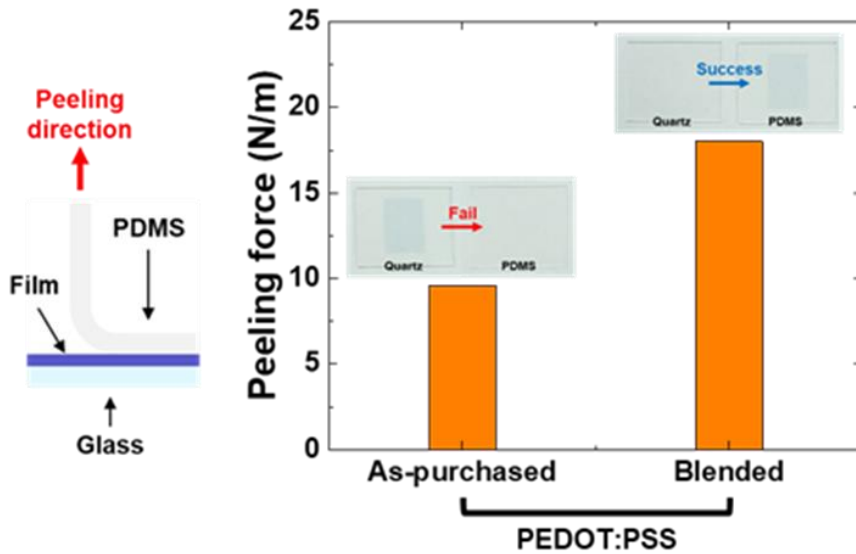 Peeling
direction
PDMS
Film
Glass
Peeling force (N/m)
25
20
15
10
5
0
Fail
Quartz
PDMS
Success
Quartz
PDMS
As-purchased
Blended
PEDOT:PSS